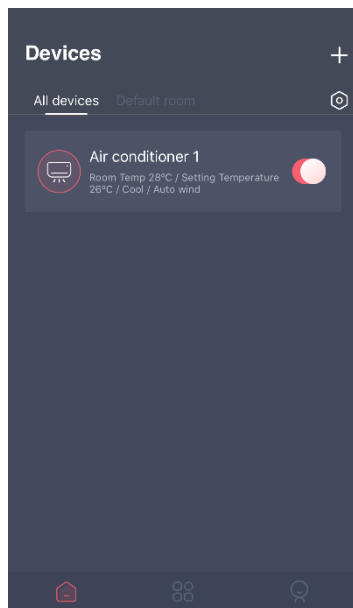 Devices
All devices
Default room
Air conditioner 1
Room Temp 28°C / Setting Temperature
26°C / Cool / Auto wind